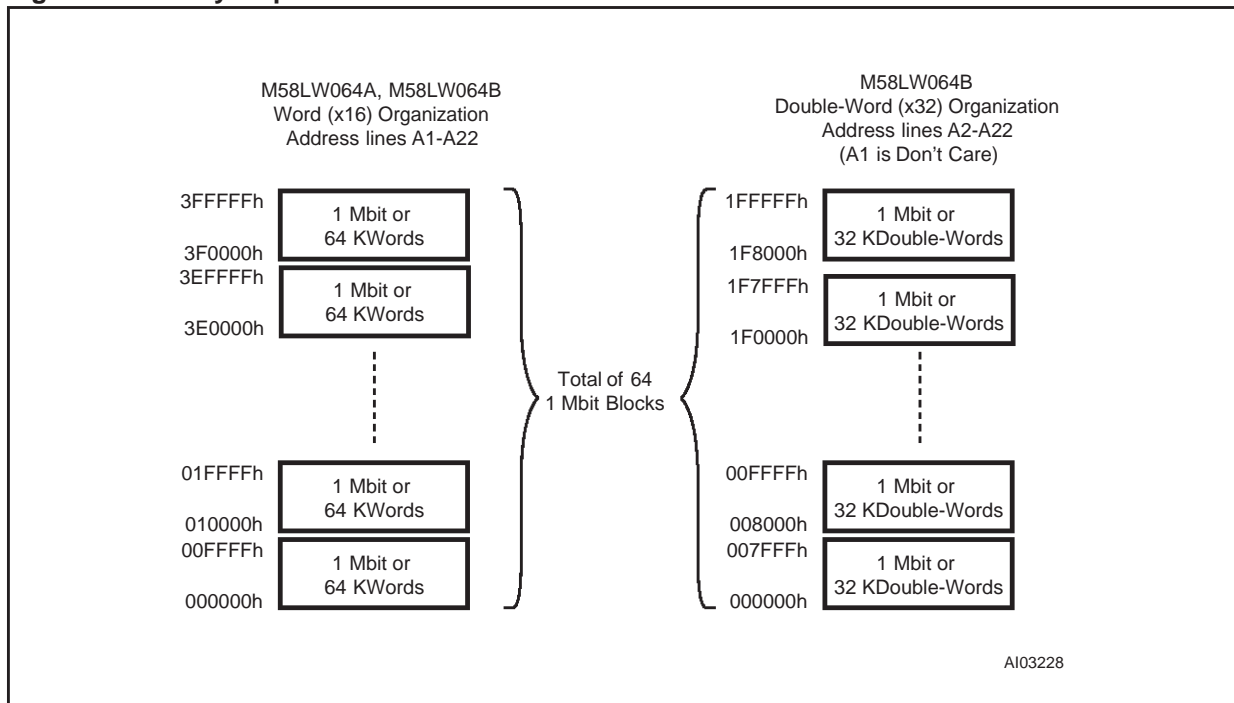 M58LW064A, M58LW064B
Word (x16) Organization
Address lines A1-A22
3FFFFFh
1 Mbit or
64 KWords
3F0000h
3EFFFFh
1 Mbit or
64 KWords
3E0000h
01FFFFh
1 Mbit or
64 KWords
010000h
00FFFFh
1 Mbit or
64 KWords
000000h
Total of 64
1 Mbit Blocks
M58LW064B
Double-Word (x32) Organization
Address lines A2-A22
(A1 is Don't Care)
1FFFFFh
1 Mbit or
32 KDouble-Words
1F8000h
1F7FFFh
1 Mbit or
32 KDouble-Words
1F0000h
00FFFFh
1 Mbit or
32 KDouble-Words
008000h
007FFFh
1 Mbit or
32 KDouble-Words
000000h
AI03228